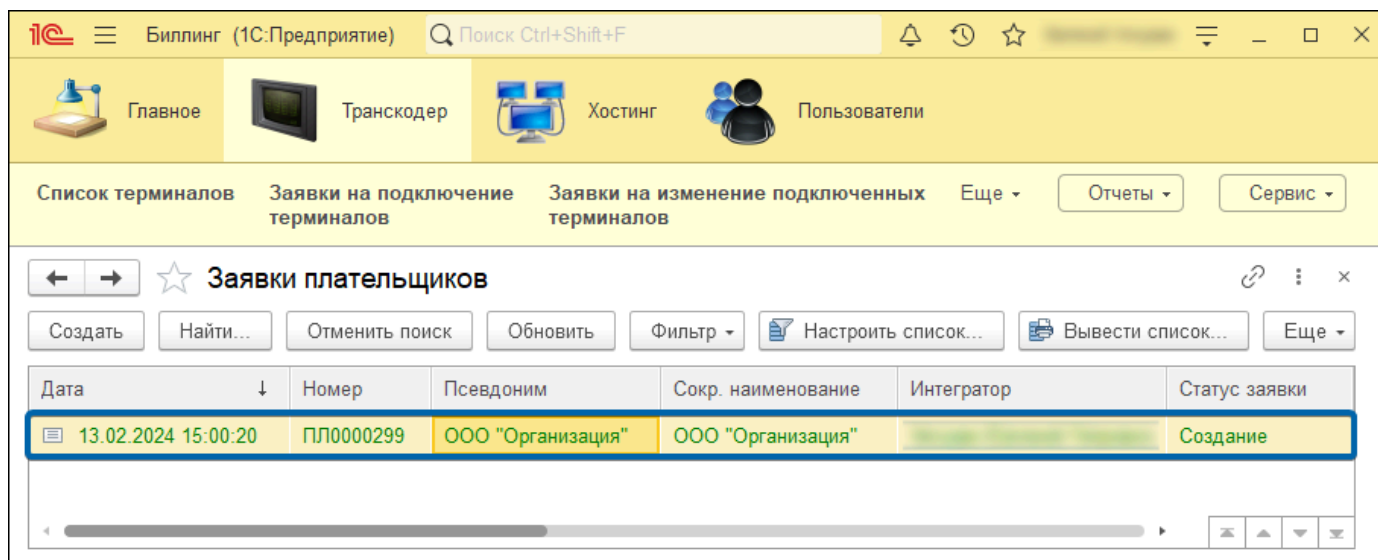 1С Биллинг (1С:Предприятие) Поиск Ctrl+Shift+F
Главное Транскодер Хостинг Пользователи
Список терминалов Заявки на подключение терминалов Заявки на изменение подключенных терминалов Еще Отчеты Сервис
Заявки плательщиков
Создать Найти... Отменить поиск Обновить Фильтр Настроить список... Вывести список... Еще
Дата Номер Псевдоним Сокр. наименование Интегратор Статус заявки
13.02.2024 15:00:20 ПЛ0000299 ООО "Организация" ООО "Организация" Создание